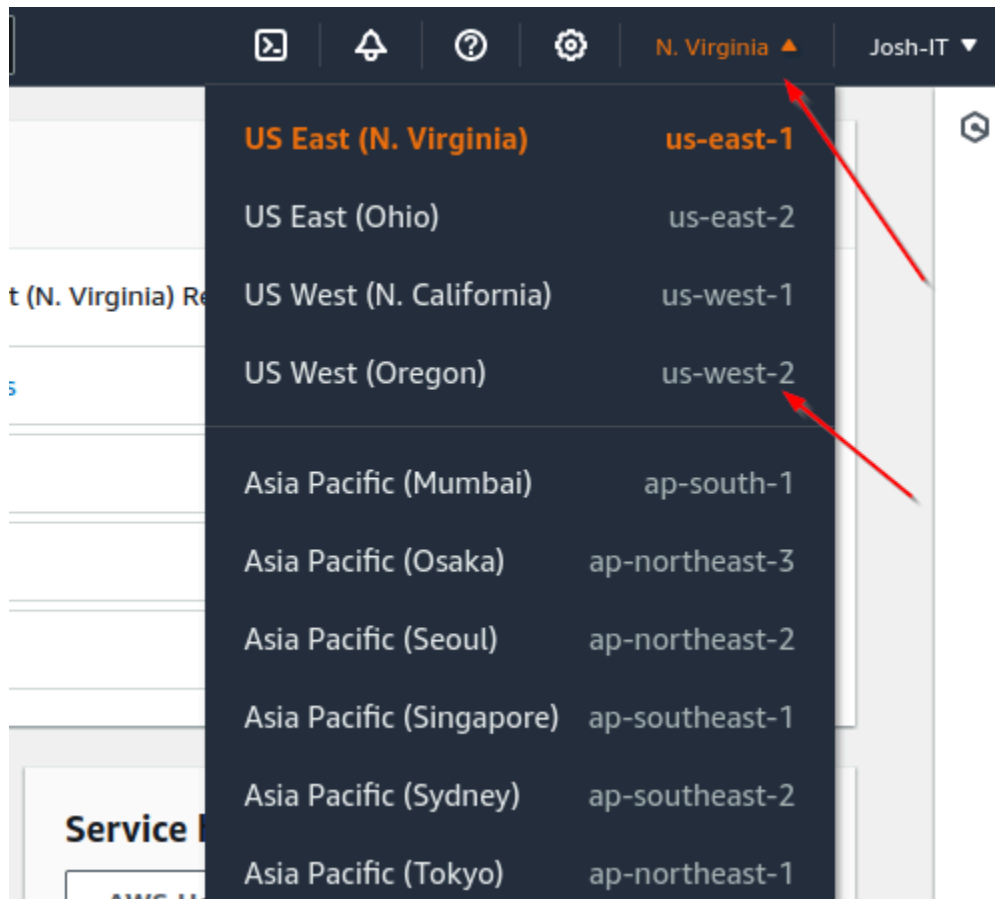 N. Virginia ▲ Josh-IT ▼
US East (N. Virginia) us-east-1
US East (Ohio) us-east-2
t (N. Virginia) Re
US West (N. California) us-west-1
US West (Oregon) us-west-2
s
Asia Pacific (Mumbai) ap-south-1
Asia Pacific (Osaka) ap-northeast-3
Asia Pacific (Seoul) ap-northeast-2
Asia Pacific (Singapore) ap-southeast-1
Asia Pacific (Sydney) ap-southeast-2
Service
Asia Pacific (Tokyo) ap-northeast-1